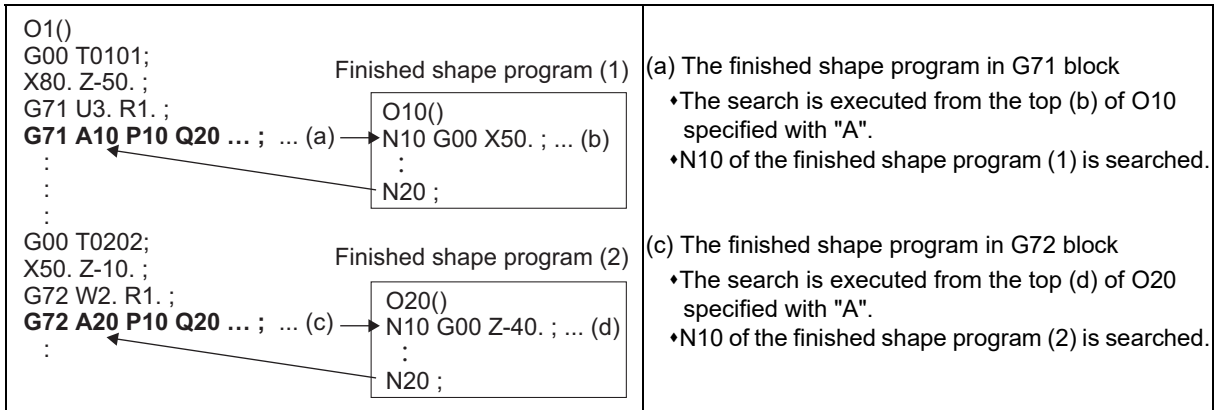 O1()
G00 T0101;
X80. Z-50. ;
G71 U3. R1. ;
G71 A10 P10 Q20 … ; ... (a)
:
:
:
G00 T0202;
X50. Z-10. ;
G72 W2. R1. ;
G72 A20 P10 Q20 … ; ... (c)
:
Finished shape program (1)
O10()
N10 G00 X50. ; ... (b)
:
N20 ;
Finished shape program (2)
O20()
N10 G00 Z-40. ; ... (d)
:
N20 ;
(a) The finished shape program in G71 block
♦The search is executed from the top (b) of O10
specified with "A".
♦N10 of the finished shape program (1) is searched.
(c) The finished shape program in G72 block
♦The search is executed from the top (d) of O20
specified with "A".
♦N10 of the finished shape program (2) is searched.